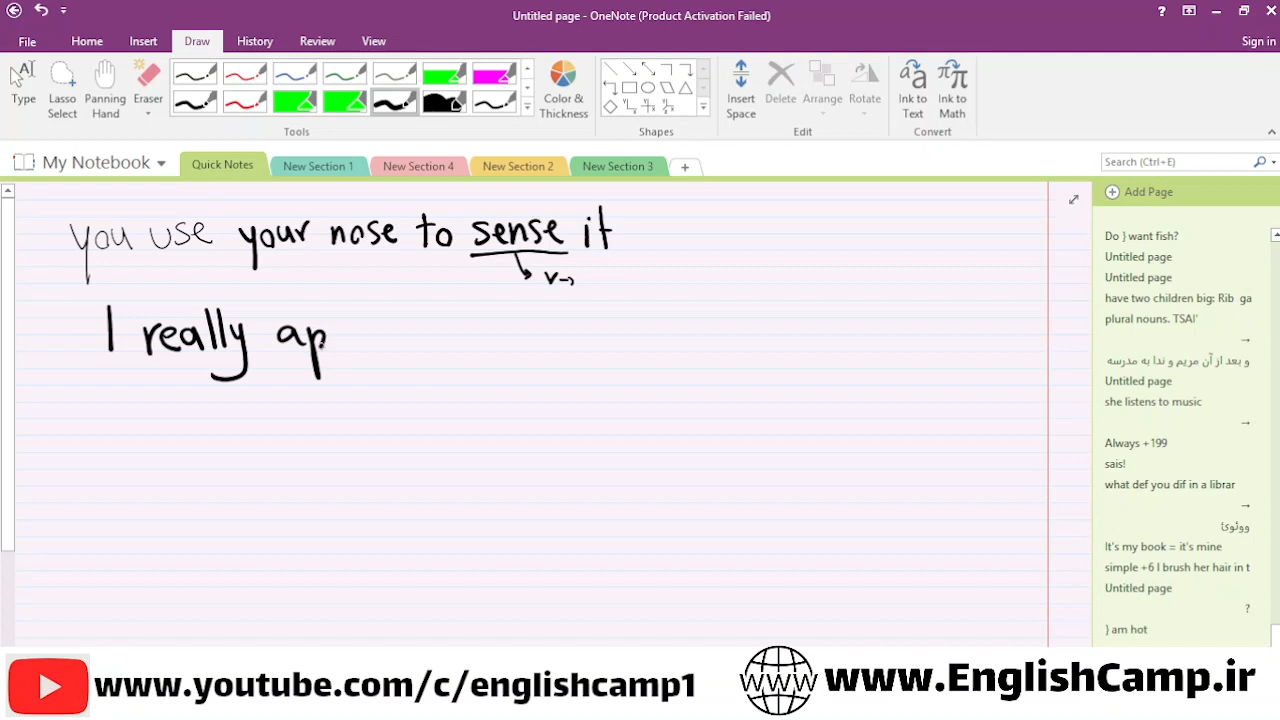 Untitled page - OneNote (Product Activation Failed)
?
File Home Insert Draw History Review View
Sign in
Type
Lasso Select
Panning Hand
Eraser
Color & Thickness
Insert Space
Delete
Arrange
Rotate
Ink to Text
Ink to Math
Tools
Shapes
Edit
Convert
My Notebook
Quick Notes
New Section 1
New Section 4
New Section 2
New Section 3
Search (Ctrl+E)
Add Page
you use your nose to sense it
v→
I really ap
Do } want fish?
Untitled page
Untitled page
have two children big: Rib ga
plural nouns. TSAI'
→
و بعد از آن مریم و ندا به مدرسه
Untitled page
she listens to music
→
Always +199
sais!
what def you dif in a librar
→
It's my book = it's mine
simple +6 I brush her hair in t
Untitled page
?
} am hot
www.youtube.com/c/englishcamp1
www
www.EnglishCamp.ir